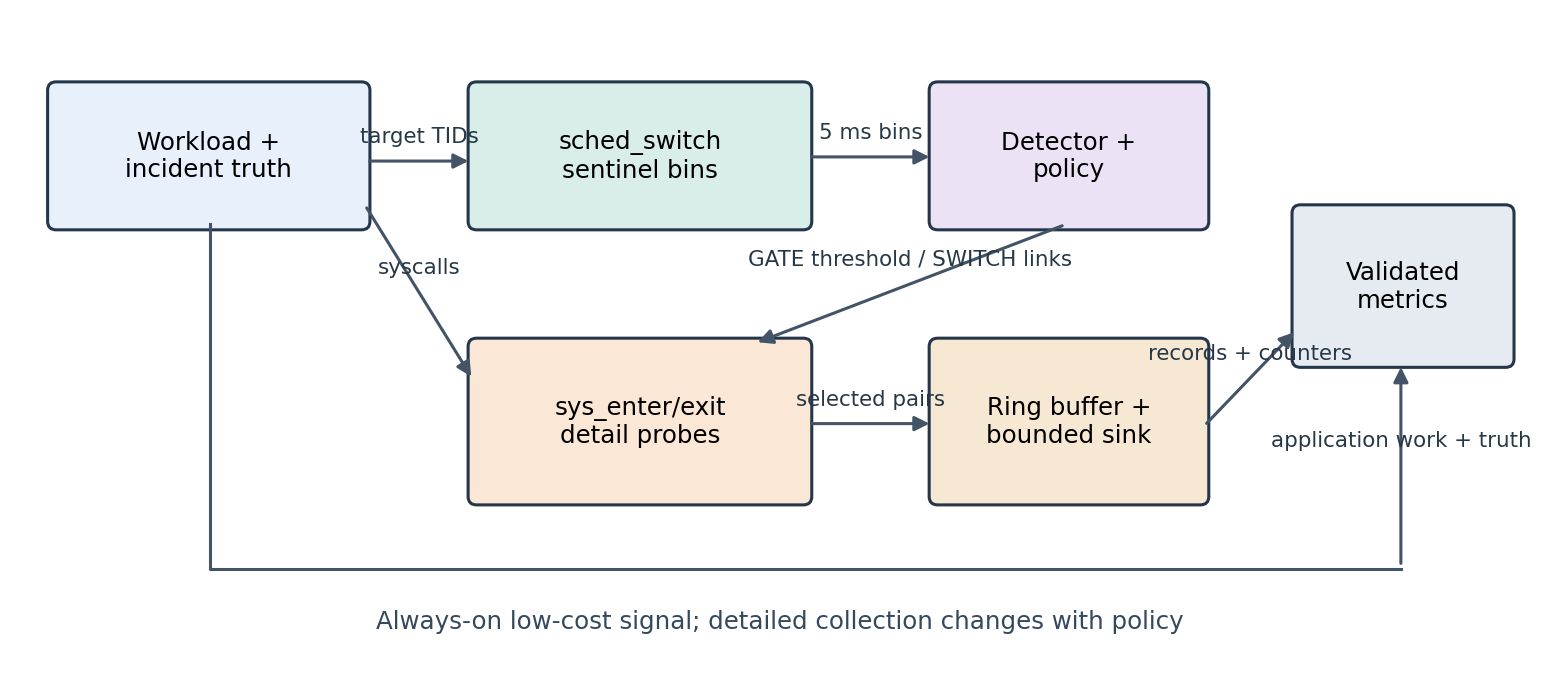 Workload +
incident truth
target TIDs
sched_switch
sentinel bins
5 ms bins
Detector +
policy
syscalls
GATE threshold / SWITCH links
Validated
metrics
sys_enter/exit
detail probes
selected pairs
Ring buffer +
bounded sink
records + counters
application work + truth
Always-on low-cost signal; detailed collection changes with policy